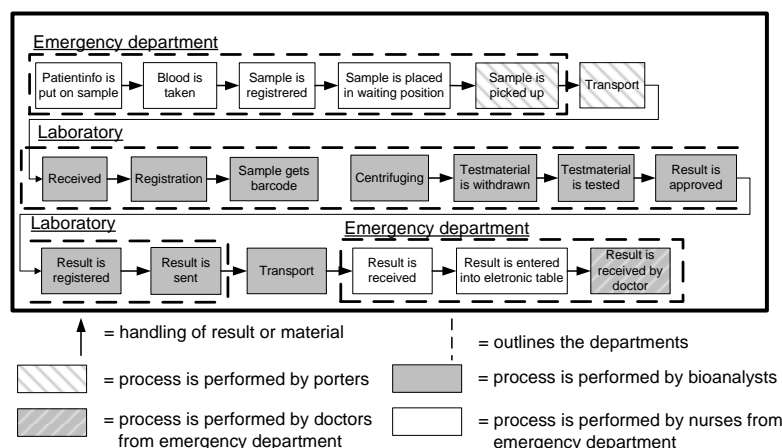 Emergency department
Patientinfo is
put on sample
Blood is
taken
Sample is
registrered
Sample is placed
in waiting position
Sample is
picked up
Transport
Laboratory
Received
Registration
Sample gets
barcode
Centrifuging
Testmaterial
is withdrawn
Testmaterial
is tested
Result is
approved
Laboratory
Emergency department
Result is
registered
Result is
sent
Transport
Result is
received
Result is entered
into eletronic table
Result is
received by
doctor
= handling of result or material
= outlines the departments
= process is performed by porters
= process is performed by bioanalysts
= process is performed by doctors
from emergency department
= process is performed by nurses from
emergency department